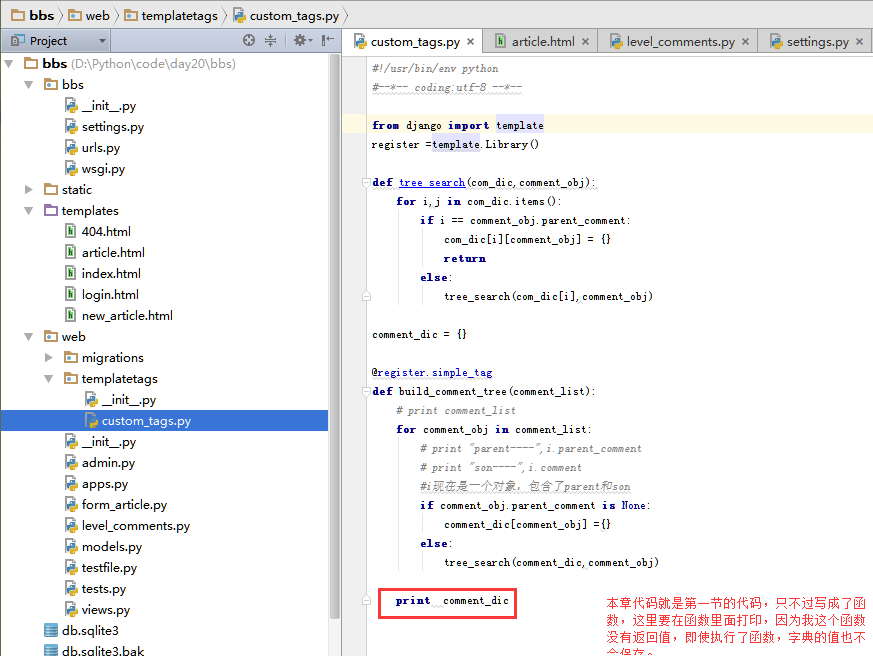 bbs web templatetags custom_tags.py
Project
custom_tags.py × article.html × level_comments.py × settings.py ×
bbs (D:\Python\code\day20\bbs)
bbs
__init__.py
settings.py
urls.py
wsgi.py
static
templates
404.html
article.html
index.html
login.html
new_article.html
web
migrations
templatetags
__init__.py
custom_tags.py
__init__.py
admin.py
apps.py
form_article.py
level_comments.py
models.py
testfile.py
tests.py
views.py
db.sqlite3
db.sqlite3.bak
#!/usr/bin/env python
#--*-- coding:utf-8 --*--
from django import template
register =template.Library()
def tree_search(com_dic,comment_obj):
for i,j in com_dic.items():
if i == comment_obj.parent_comment:
com_dic[i][comment_obj] = {}
return
else:
tree_search(com_dic[i],comment_obj)
comment_dic = {}
@register.simple_tag
def build_comment_tree(comment_list):
# print comment_list
for comment_obj in comment_list:
# print "parent----",i.parent_comment
# print "son----",i.comment
#i现在是一个对象，包含了parent和son
if comment_obj.parent_comment is None:
comment_dic[comment_obj] ={}
else:
tree_search(comment_dic,comment_obj)
print comment_dic
本章代码就是第一节的代码，只不过写成了函
数，这里要在函数里面打印，因为我这个函数
没有返回值，即使执行了函数，字典的值也不
会保存。